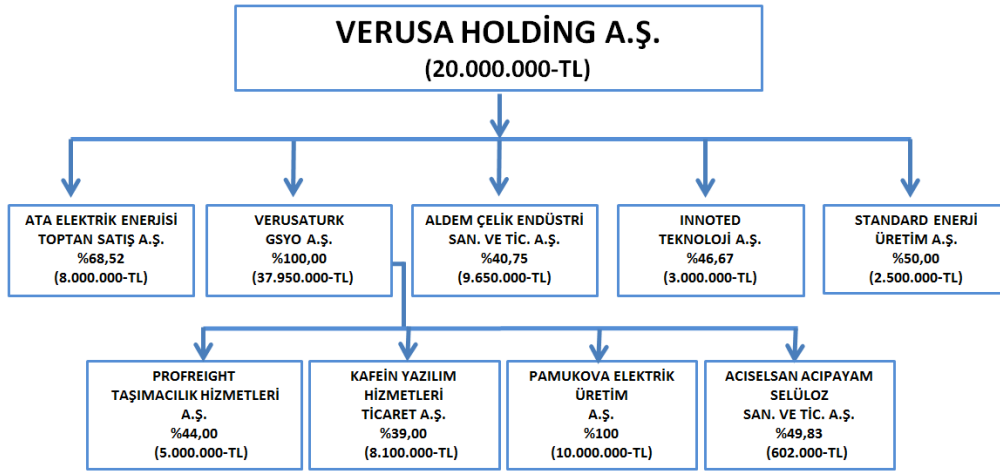 VERUSA HOLDİNG A.Ş.
(20.000.000-TL)
ATA ELEKTRİK ENERJİSİ
TOPTAN SATIŞ A.Ş.
%68,52
(8.000.000-TL)
VERUSATURK
GSYO A.Ş.
%100,00
(37.950.000-TL)
ALDEM ÇELİK ENDÜSTRİ
SAN. VE TİC. A.Ş.
%40,75
(9.650.000-TL)
INNOTED
TEKNOLOJİ A.Ş.
%46,67
(3.000.000-TL)
STANDARD ENERJİ
ÜRETİM A.Ş.
%50,00
(2.500.000-TL)
PROFREIGHT
TAŞIMACILIK HİZMETLERİ
A.Ş.
%44,00
(5.000.000-TL)
KAFEİN YAZILIM
HİZMETLERİ
TİCARET A.Ş.
%39,00
(8.100.000-TL)
PAMUKOVA ELEKTRİK
ÜRETİM
A.Ş.
%100
(10.000.000-TL)
ACISELSAN ACIPAYAM
SELÜLOZ
SAN. VE TİC. A.Ş.
%49,83
(602.000-TL)